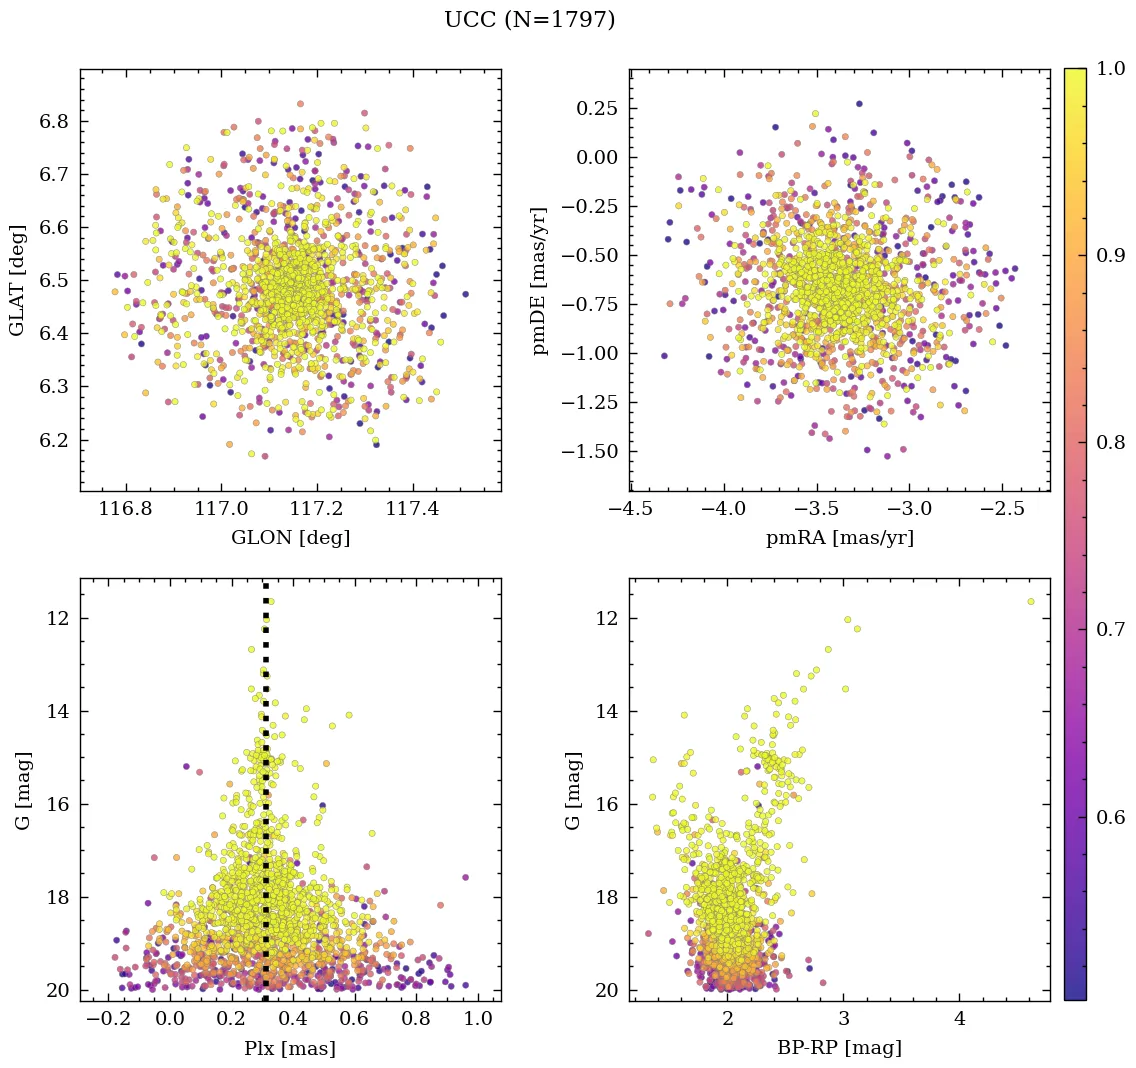 UCC (N=1797)
6.8
6.7
6.6
6.5
6.4
6.3
6.2
GLAT [deg]
116.8 117.0 117.2 117.4
GLON [deg]
0.25
0.00
−0.25
−0.50
−0.75
−1.00
−1.25
−1.50
pmDE [mas/yr]
−4.5 −4.0 −3.5 −3.0 −2.5
pmRA [mas/yr]
1.0
0.9
0.8
0.7
0.6
12
14
16
18
20
G [mag]
−0.2 0.0 0.2 0.4 0.6 0.8 1.0
Plx [mas]
12
14
16
18
20
G [mag]
2 3 4
BP-RP [mag]